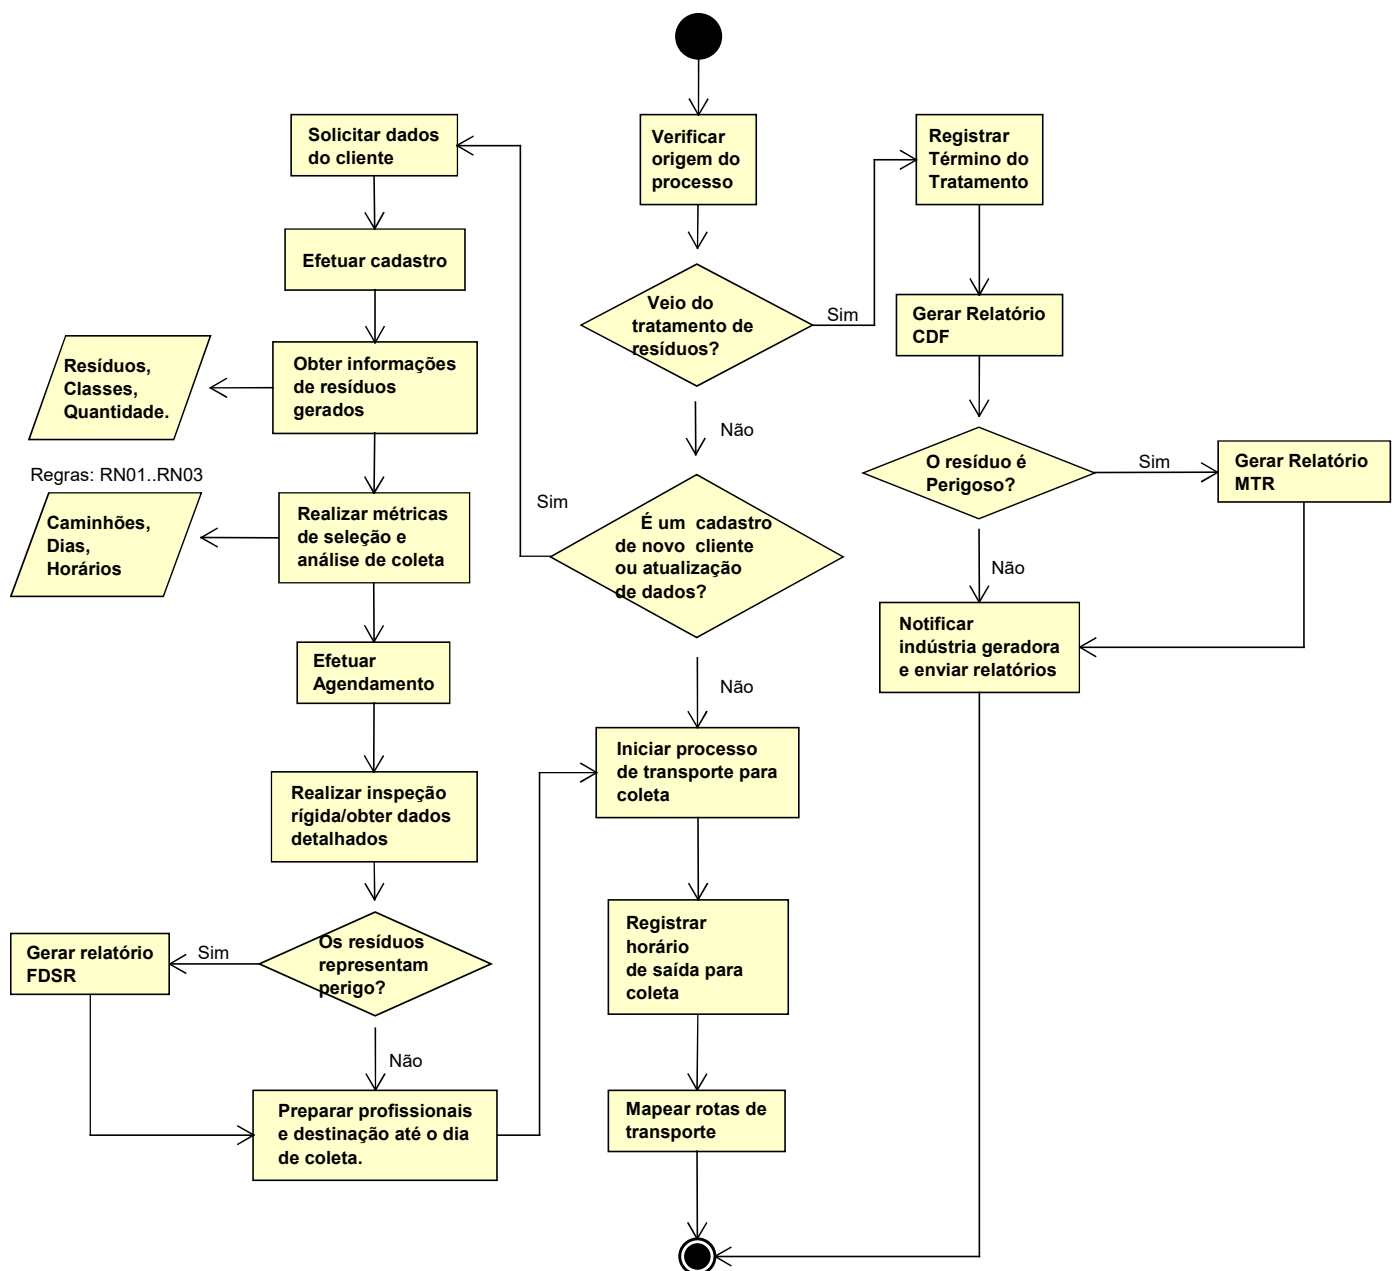 Verificar
origem do
processo
Veio do
tratamento de
resíduos?
Sim
Não
Registrar
Término do
Tratamento
Gerar Relatório
CDF
O resíduo é
Perigoso?
Sim
Não
Gerar Relatório
MTR
Notificar
indústria geradora
e enviar relatórios
É um cadastro
de novo cliente
ou atualização
de dados?
Sim
Não
Solicitar dados
do cliente
Efetuar cadastro
Obter informações
de resíduos
gerados
Resíduos,
Classes,
Quantidade.
Regras: RN01..RN03
Caminhões,
Dias,
Horários
Realizar métricas
de seleção e
análise de coleta
Efetuar
Agendamento
Realizar inspeção
rígida/obter dados
detalhados
Os resíduos
representam
perigo?
Sim
Não
Gerar relatório
FDSR
Preparar profissionais
e destinação até o dia
de coleta.
Iniciar processo
de transporte para
coleta
Registrar
horário
de saída para
coleta
Mapear rotas de
transporte